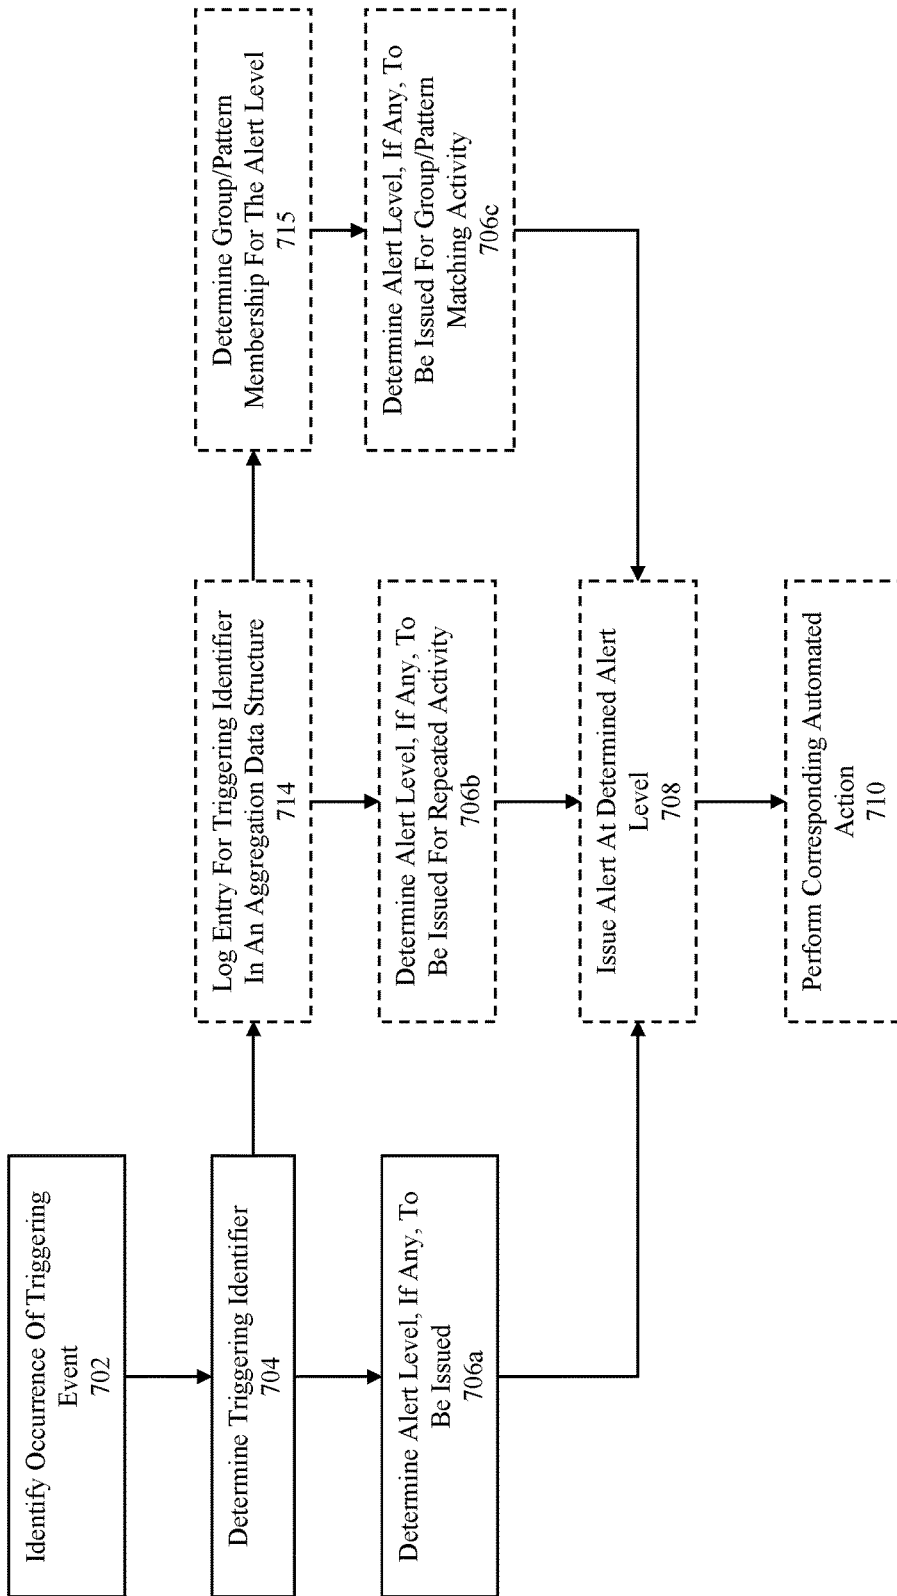 Identify Occurrence Of Triggering
Event
702
Determine Triggering Identifier
704
Determine Alert Level, If Any, To
Be Issued
706a
Log Entry For Triggering Identifier
In An Aggregation Data Structure
714
Determine Alert Level, If Any, To
Be Issued For Repeated Activity
706b
Determine Group/Pattern
Membership For The Alert Level
715
Determine Alert Level, If Any, To
Be Issued For Group/Pattern
Matching Activity
706c
Issue Alert At Determined Alert
Level
708
Perform Corresponding Automated
Action
710